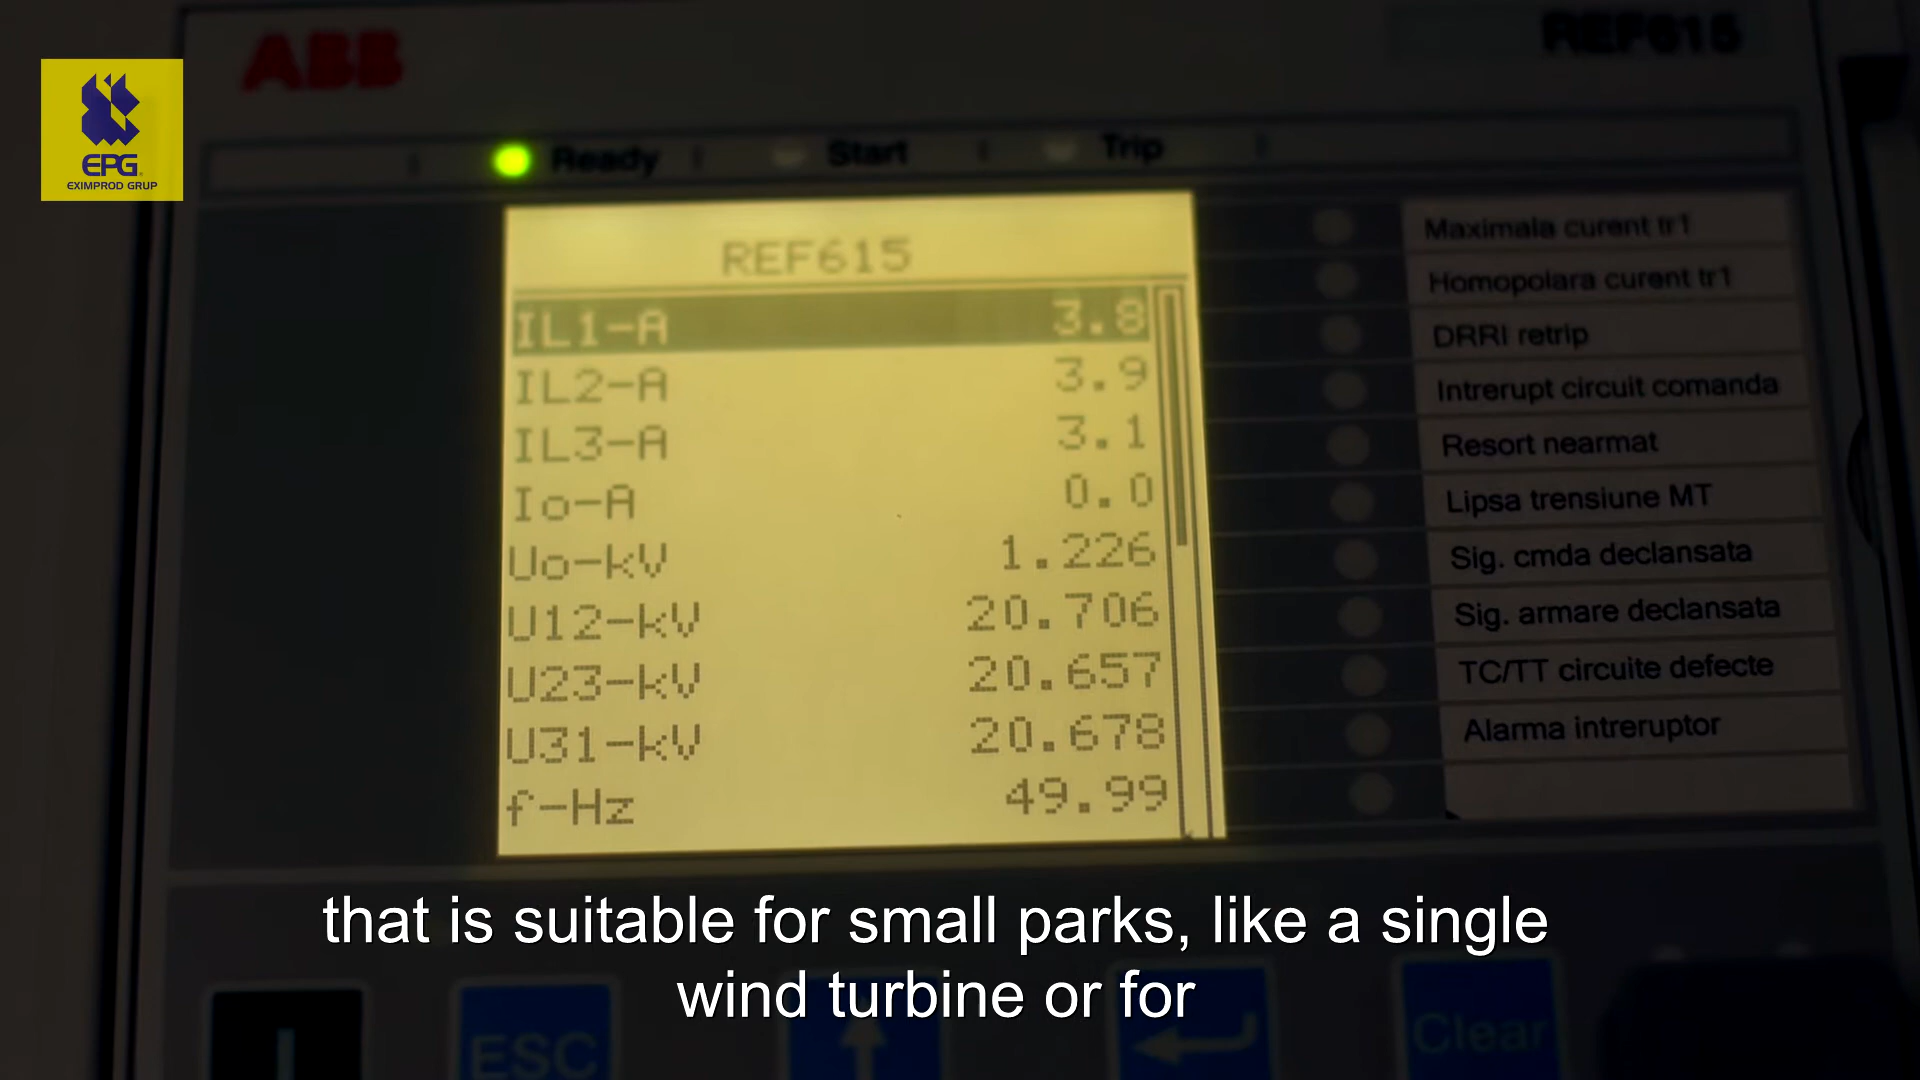 ABB
REF615
EPG
EXIMPROD GRUP
Ready
Start
Trip
REF615
IL1-A 3.8
IL2-A 3.9
IL3-A 3.1
Io-A 0.0
Uo-kV 1.226
U12-kV 20.706
U23-kV 20.657
U31-kV 20.678
f-Hz 49.99
Maximala curent tr1
Homopolara curent tr1
DRRI retrip
Intrerupt circuit comanda
Resort nearmat
Lipsa trensiune MT
Sig. cmda declansata
Sig. armare declansata
TC/TT circuite defecte
Alarma intreruptor
that is suitable for small parks, like a single
wind turbine or for
ESC
Clear